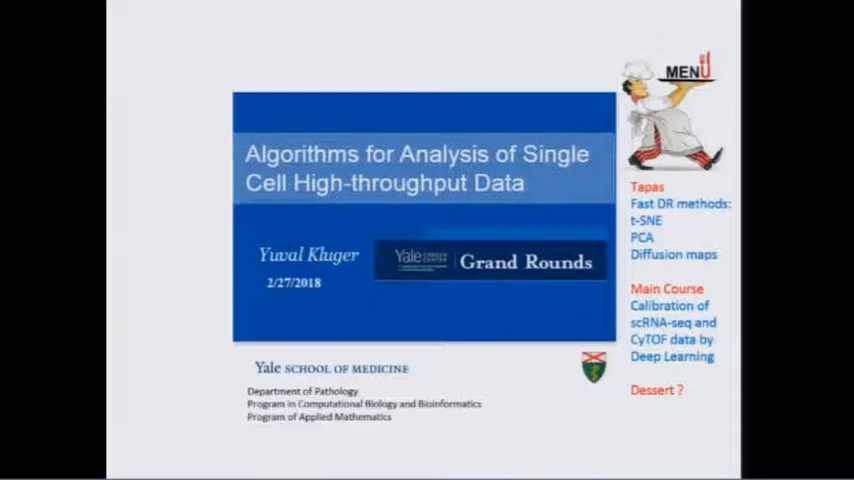 MENU
Algorithms for Analysis of Single
Cell High-throughput Data
Yuval Kluger
2/27/2018
Yale
CENTER
Grand Rounds
Tapas
Fast DR methods:
t-SNE
PCA
Diffusion maps
Main Course
Calibration of
scRNA-seq and
CyTOF data by
Deep Learning
Dessert ?
Yale SCHOOL OF MEDICINE
Department of Pathology
Program in Computational Biology and Bioinformatics
Program of Applied Mathematics